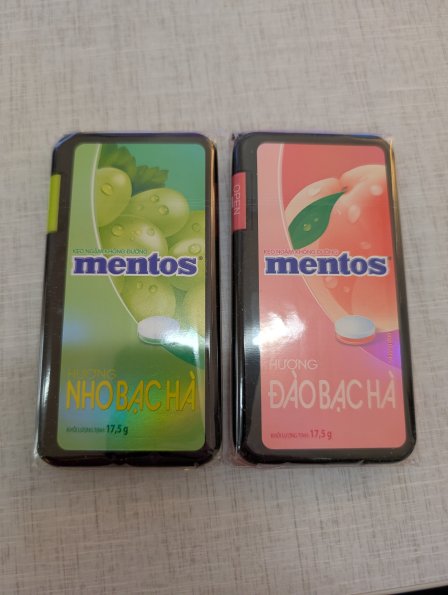 KẸO NGẬM KHÔNG ĐƯỜNG
mentos®
HƯƠNG
NHO BẠC HÀ
KHỐI LƯỢNG TỊNH 17,5 g
OPEN
KẸO NGẬM KHÔNG ĐƯỜNG
mentos®
HƯƠNG
ĐÀO BẠC HÀ
KHỐI LƯỢNG TỊNH 17,5 g